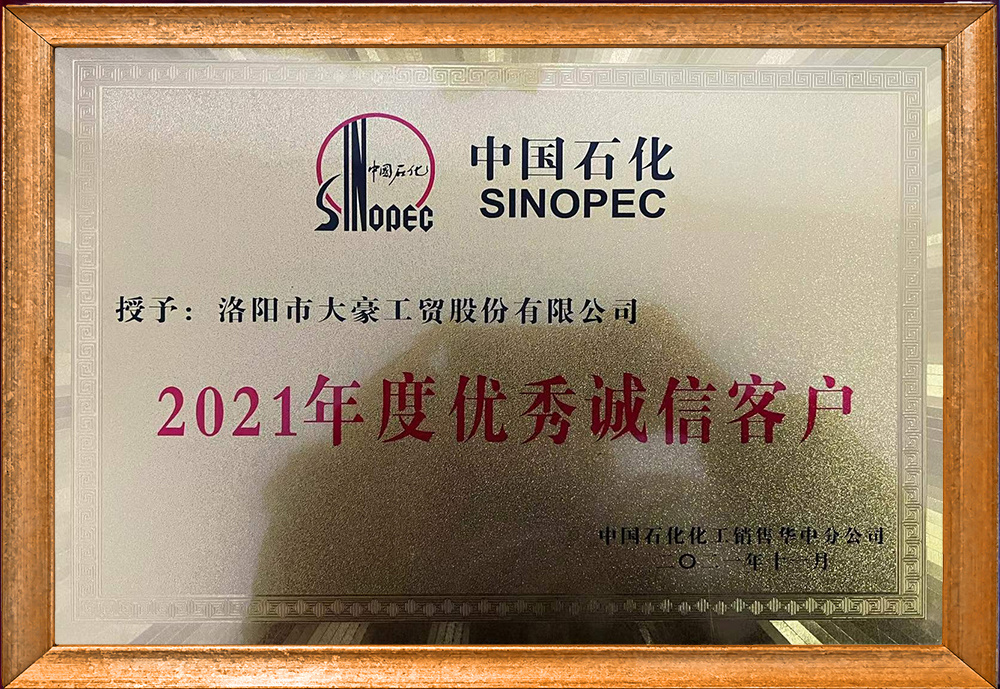 中国石化
SINOPEC
中国石化
SINOPEC
授予：洛阳市大豪工贸股份有限公司
2021年度优秀诚信客户
中国石化化工销售华中分公司
二〇二一年十一月